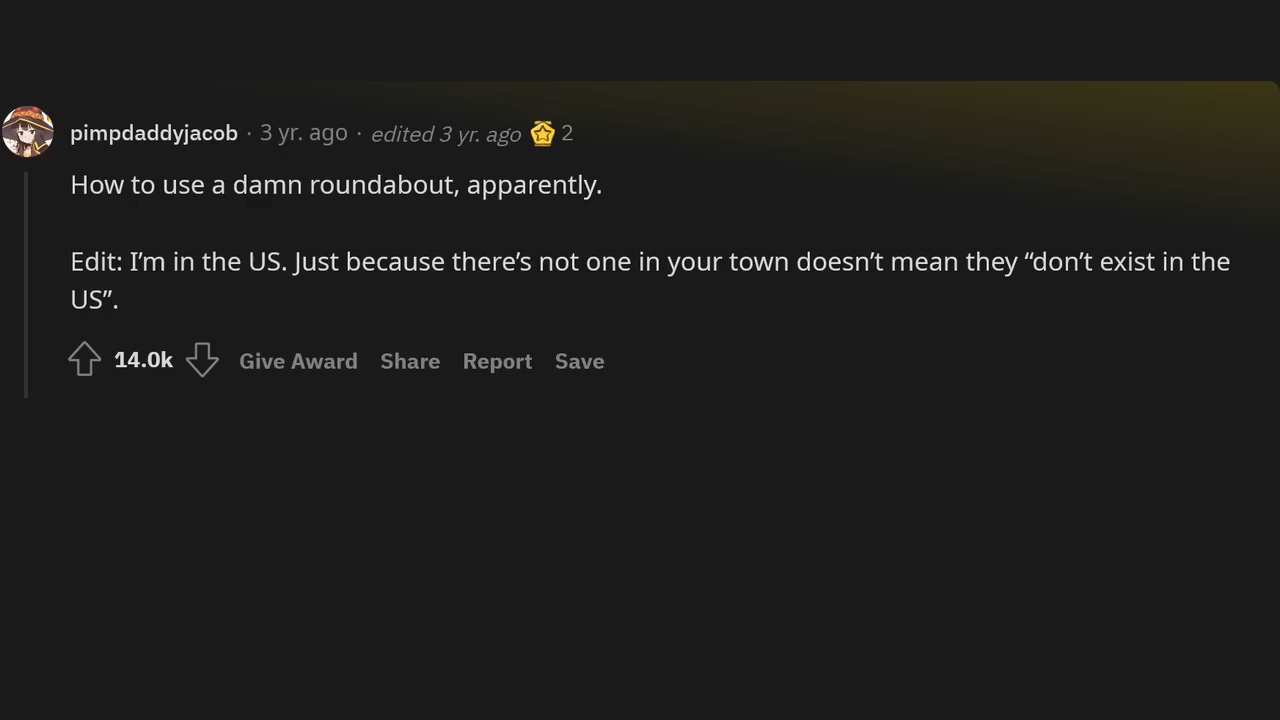 pimpdaddyjacob · 3 yr. ago · edited 3 yr. ago 2
How to use a damn roundabout, apparently.
Edit: I’m in the US. Just because there’s not one in your town doesn’t mean they “don’t exist in the
US”.
14.0k Give Award Share Report Save